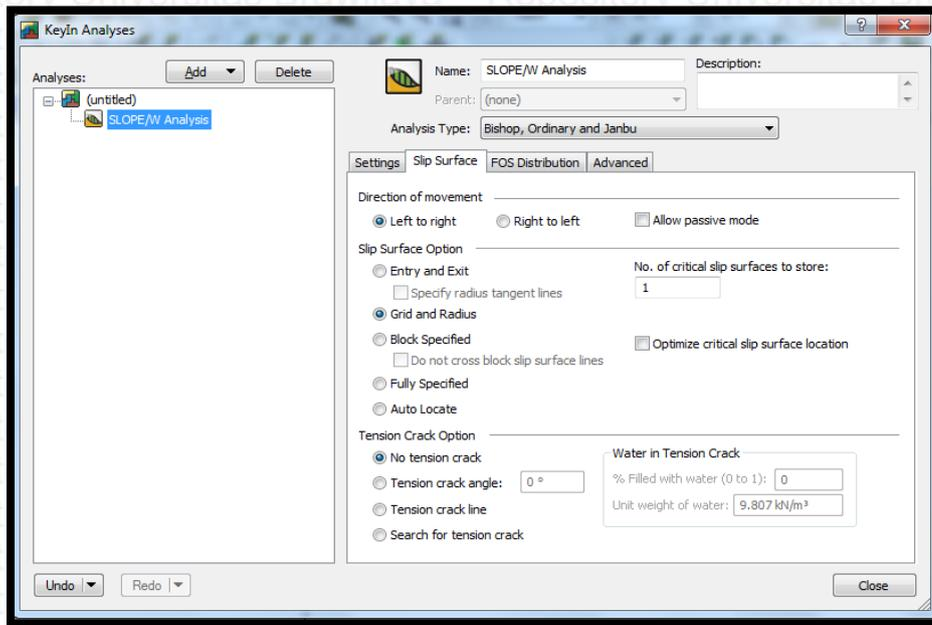 KeyIn Analyses
Analyses:
Add
Delete
(untitled)
SLOPE/W Analysis
Name: SLOPE/W Analysis
Description:
Parent: (none)
Analysis Type: Bishop, Ordinary and Janbu
Settings Slip Surface FOS Distribution Advanced
Direction of movement
Left to right Right to left Allow passive mode
Slip Surface Option
Entry and Exit No. of critical slip surfaces to store:
Specify radius tangent lines 1
Grid and Radius
Block Specified Optimize critical slip surface location
Do not cross block slip surface lines
Fully Specified
Auto Locate
Tension Crack Option
No tension crack Water in Tension Crack
Tension crack angle: 0 ° % Filled with water (0 to 1): 0
Tension crack line Unit weight of water: 9.807 kN/m³
Search for tension crack
Undo Redo Close